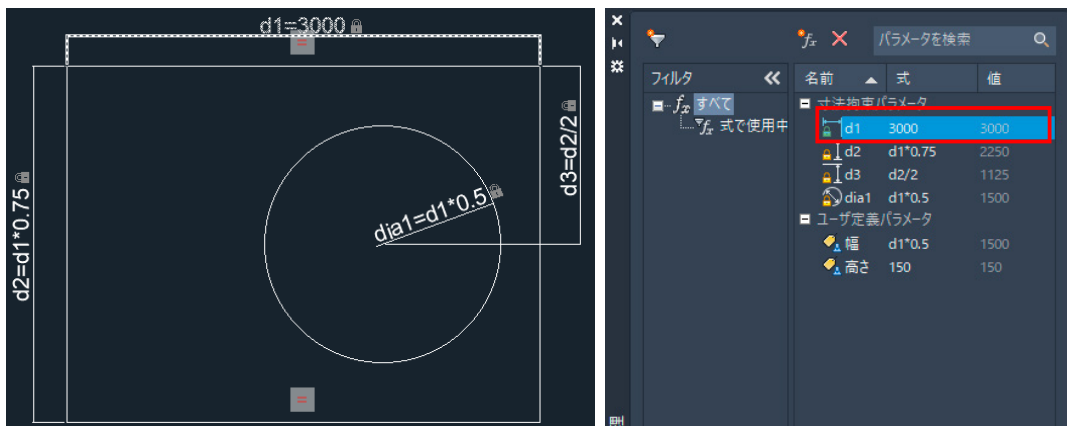 d1=3000
=
d3=d2/2
dia1=d1*0.5
d2=d1*0.75
=
fx
パラメータを検索
フィルタ
名前 式 値
fx すべて
fx 式で使用中
寸法拘束パラメータ
d1 3000 3000
d2 d1*0.75 2250
d3 d2/2 1125
dia1 d1*0.5 1500
ユーザ定義パラメータ
幅 d1*0.5 1500
高さ 150 150